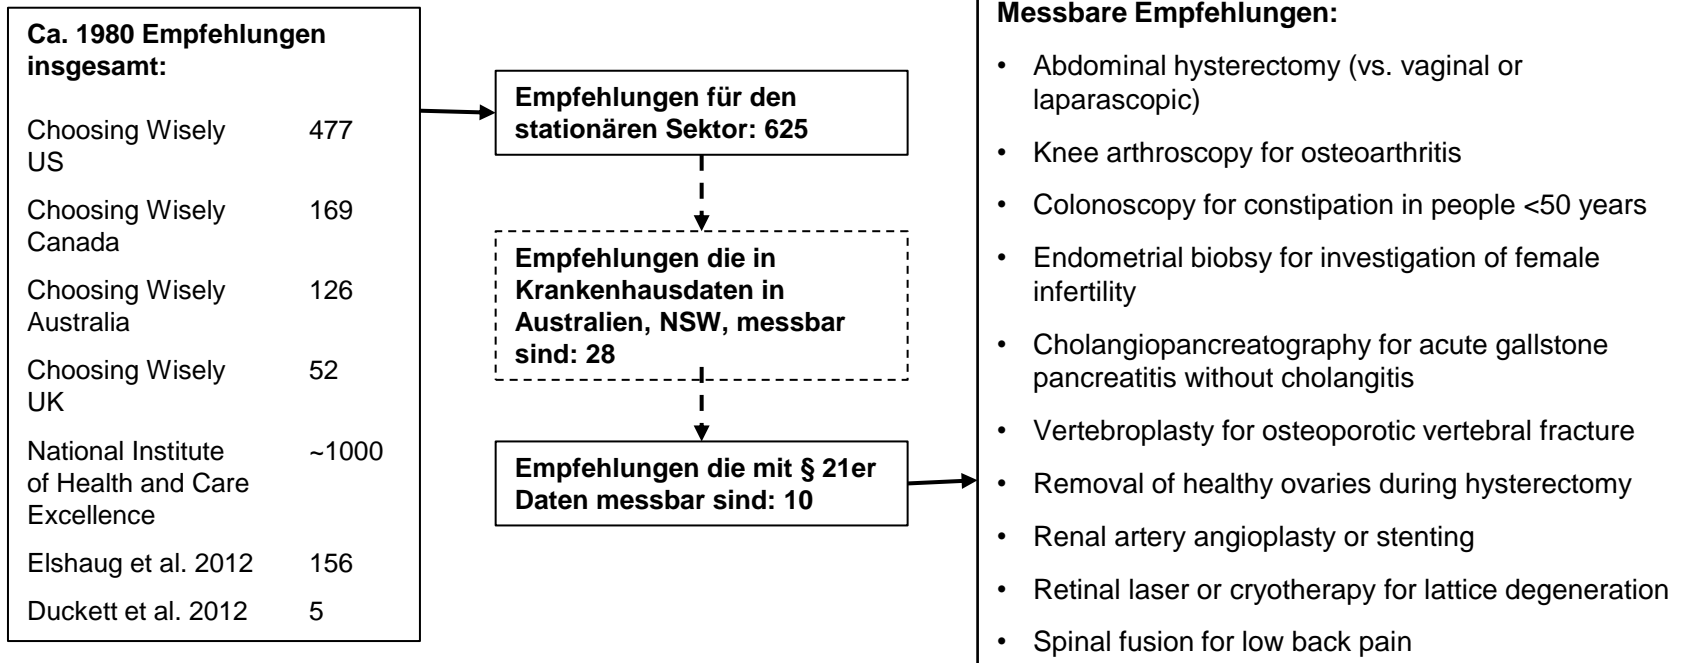 Ca. 1980 Empfehlungen
insgesamt:
Choosing Wisely 477
US
Choosing Wisely 169
Canada
Choosing Wisely 126
Australia
Choosing Wisely 52
UK
National Institute ~1000
of Health and Care
Excellence
Elshaug et al. 2012 156
Duckett et al. 2012 5
Empfehlungen für den
stationären Sektor: 625
Empfehlungen die in
Krankenhausdaten in
Australien, NSW, messbar
sind: 28
Empfehlungen die mit § 21er
Daten messbar sind: 10
Messbare Empfehlungen:
• Abdominal hysterectomy (vs. vaginal or
laparascopic)
• Knee arthroscopy for osteoarthritis
• Colonoscopy for constipation in people <50 years
• Endometrial biobsy for investigation of female
infertility
• Cholangiopancreatography for acute gallstone
pancreatitis without cholangitis
• Vertebroplasty for osteoporotic vertebral fracture
• Removal of healthy ovaries during hysterectomy
• Renal artery angioplasty or stenting
• Retinal laser or cryotherapy for lattice degeneration
• Spinal fusion for low back pain